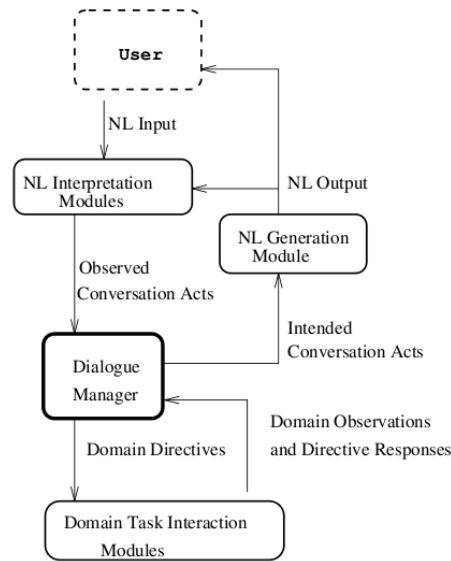 User
NL Input
NL Interpretation
Modules
NL Output
NL Generation
Module
Observed
Conversation Acts
Intended
Conversation Acts
Dialogue
Manager
Domain Observations
and Directive Responses
Domain Directives
Domain Task Interaction
Modules